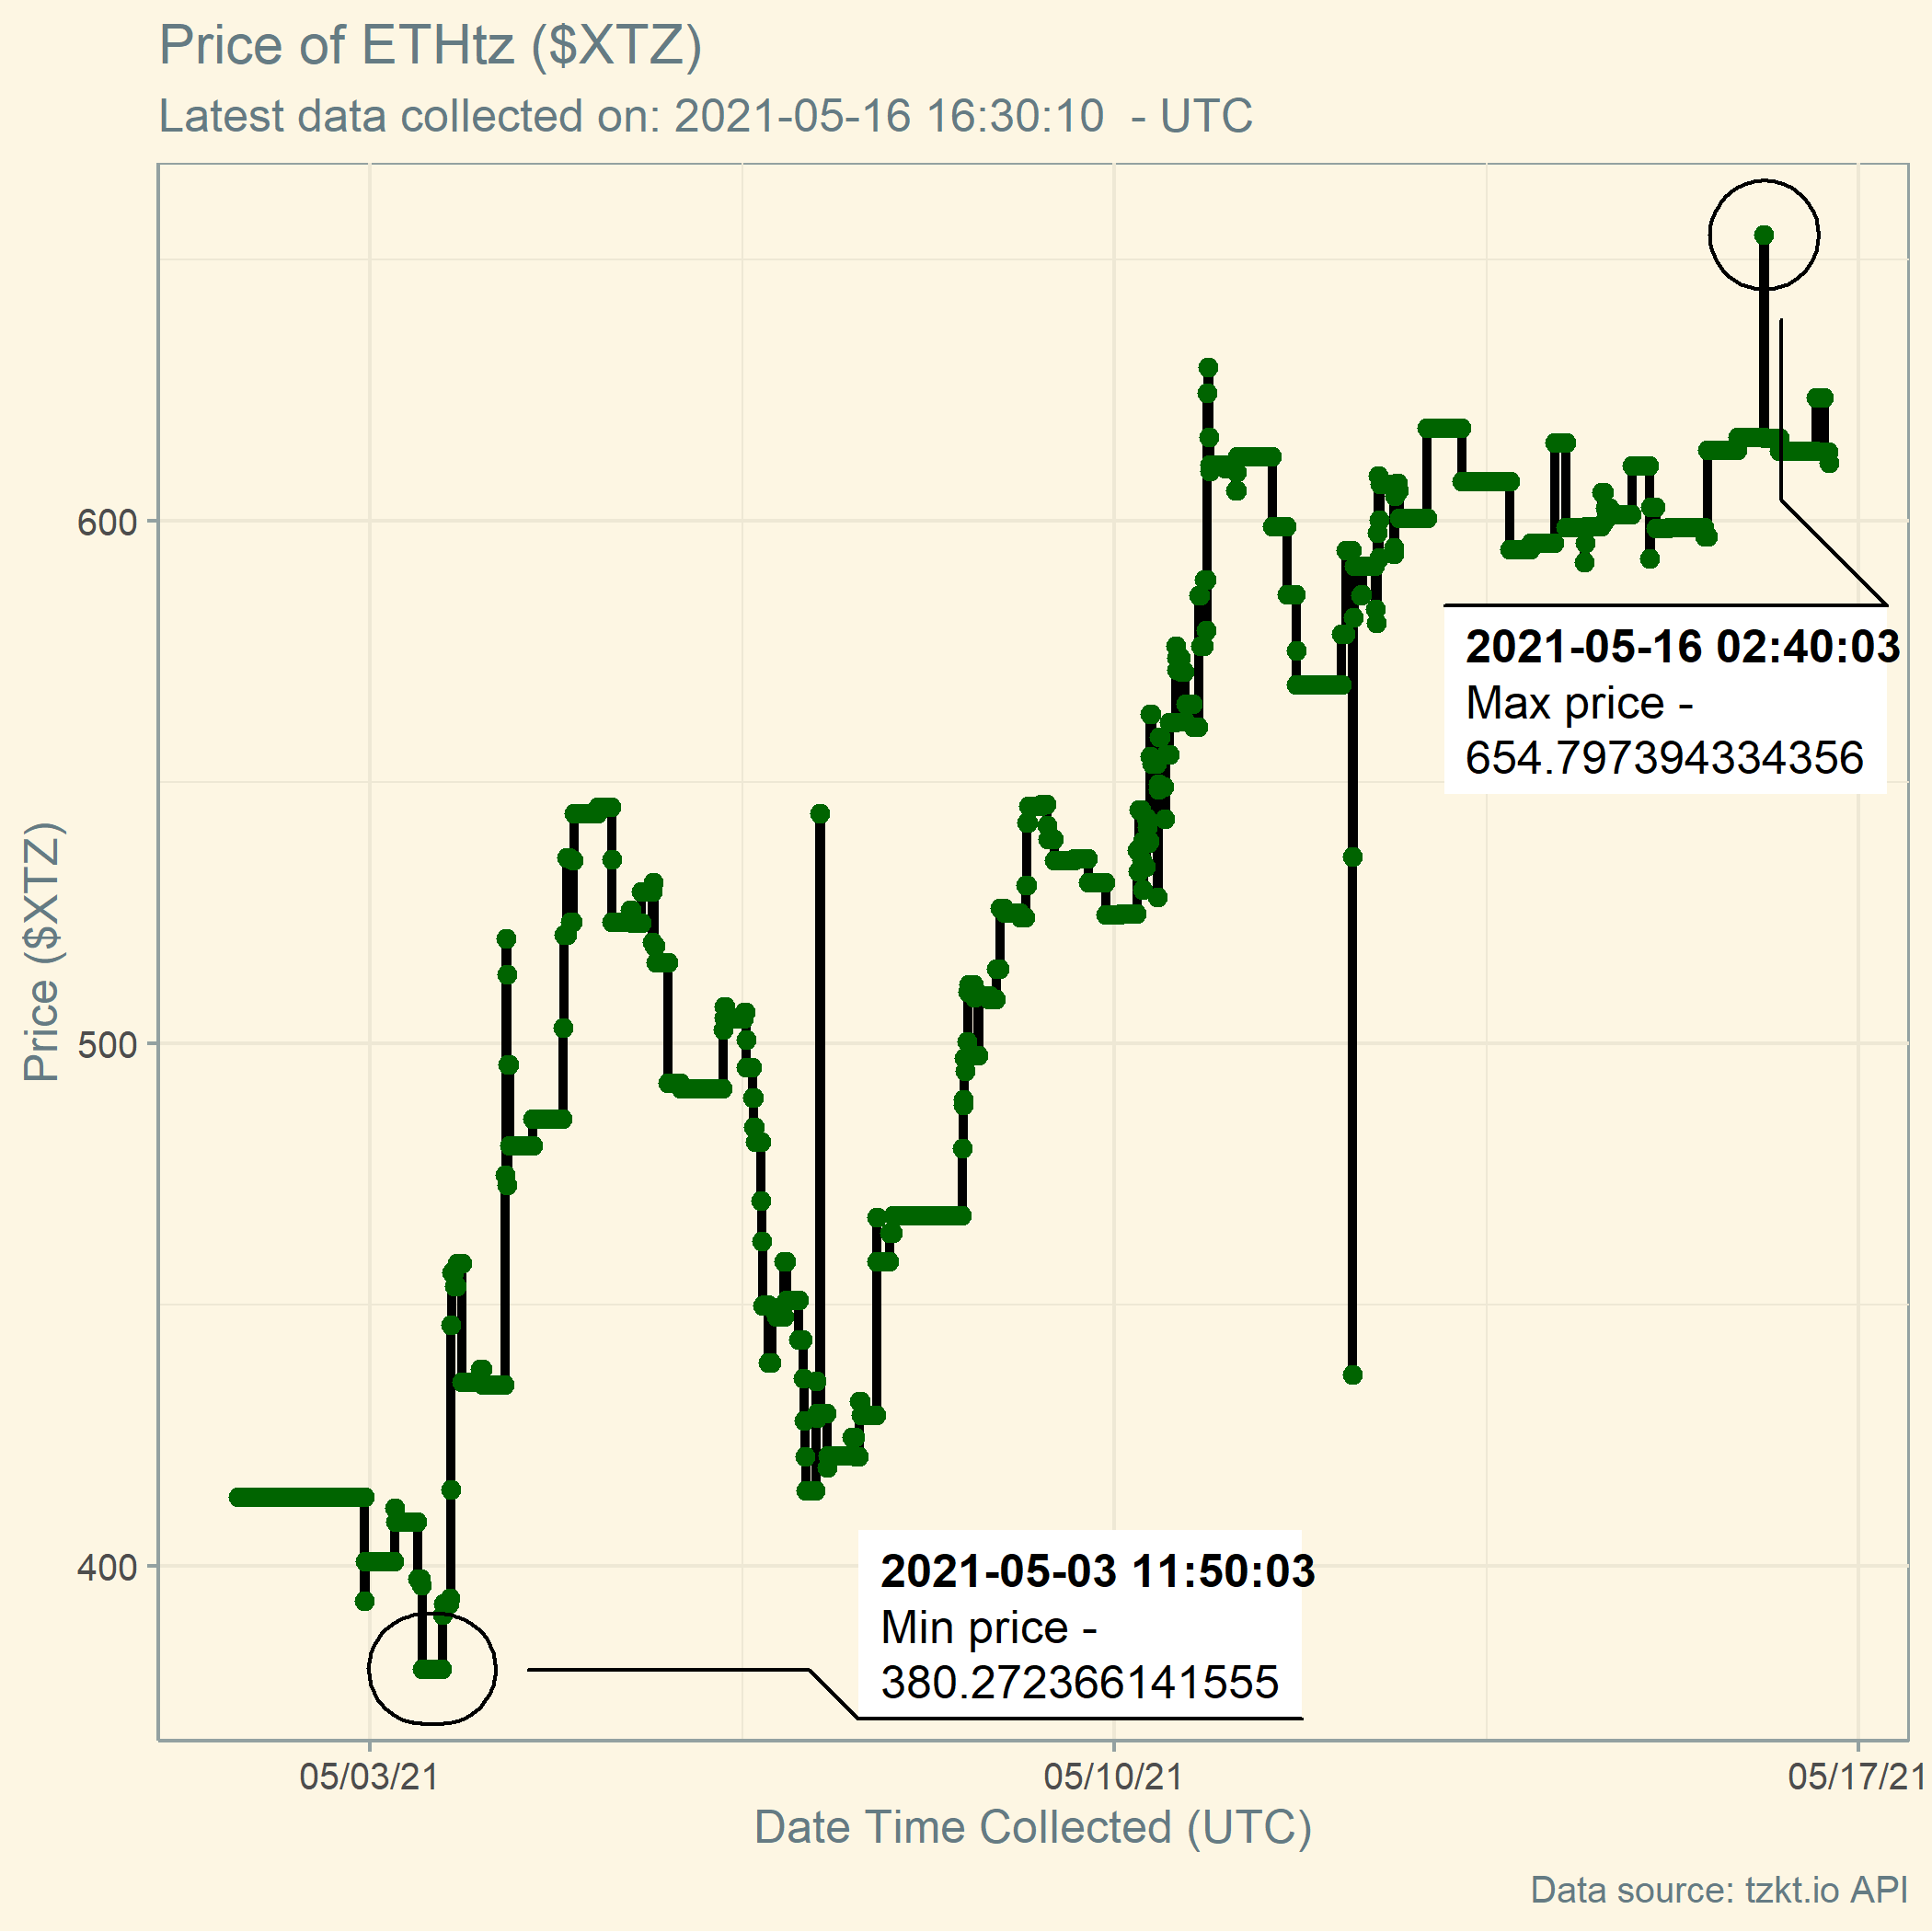 Price of ETHtz ($XTZ)
Latest data collected on: 2021-05-16 16:30:10  - UTC
Price ($XTZ)
600
500
400
2021-05-16 02:40:03
Max price -
654.797394334356
2021-05-03 11:50:03
Min price -
380.272366141555
05/03/21
05/10/21
05/17/21
Date Time Collected (UTC)
Data source: tzkt.io API